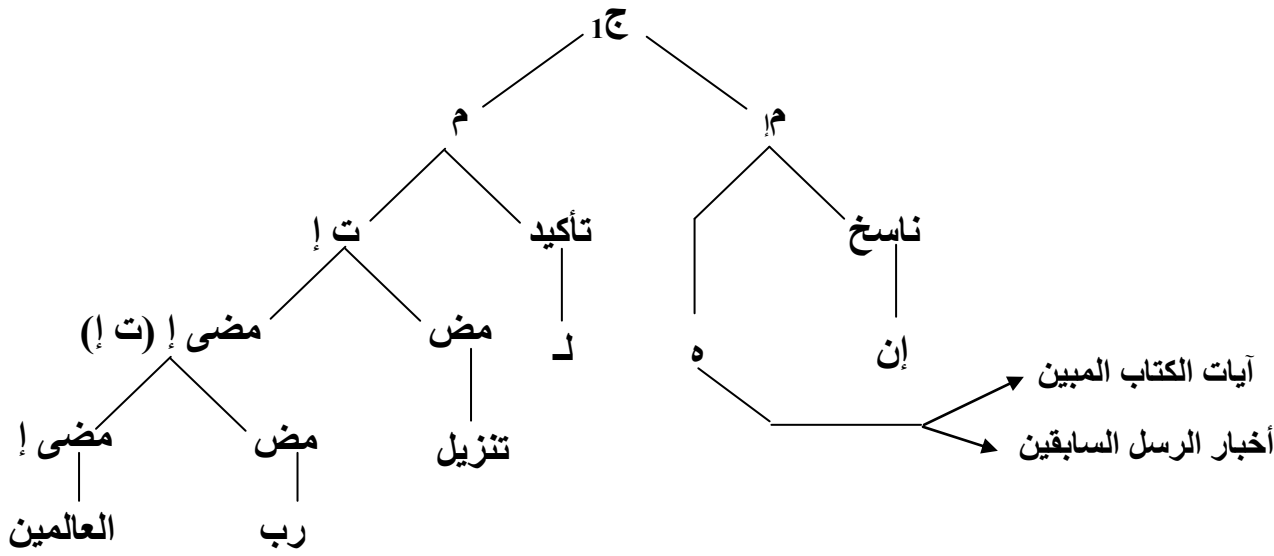 ج1
م إ م
ناسخ تأكيد ت إ
إن ه لـ مض مضى إ (ت إ)
آيات الكتاب المبين
تنزيل مض مضى إ
أخبار الرسل السابقين
رب العالمين